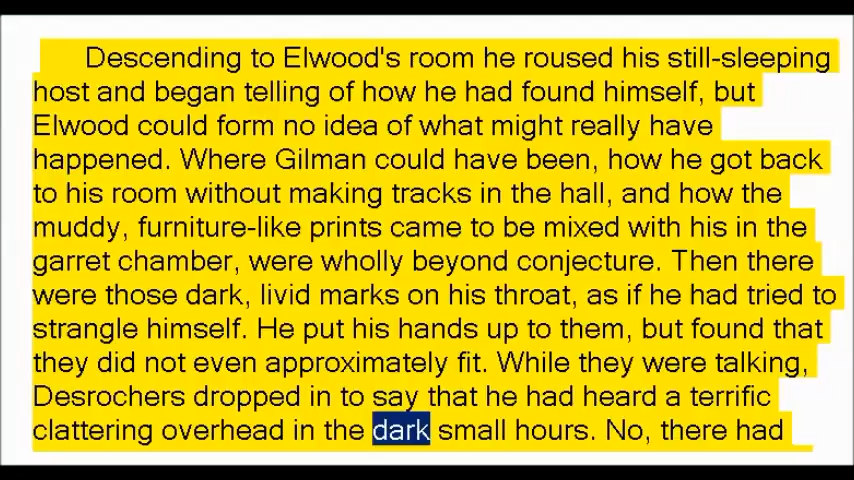 Descending to Elwood's room he roused his still-sleeping
host and began telling of how he had found himself, but
Elwood could form no idea of what might really have
happened. Where Gilman could have been, how he got back
to his room without making tracks in the hall, and how the
muddy, furniture-like prints came to be mixed with his in the
garret chamber, were wholly beyond conjecture. Then there
were those dark, livid marks on his throat, as if he had tried to
strangle himself. He put his hands up to them, but found that
they did not even approximately fit. While they were talking,
Desrochers dropped in to say that he had heard a terrific
clattering overhead in the dark small hours. No, there had